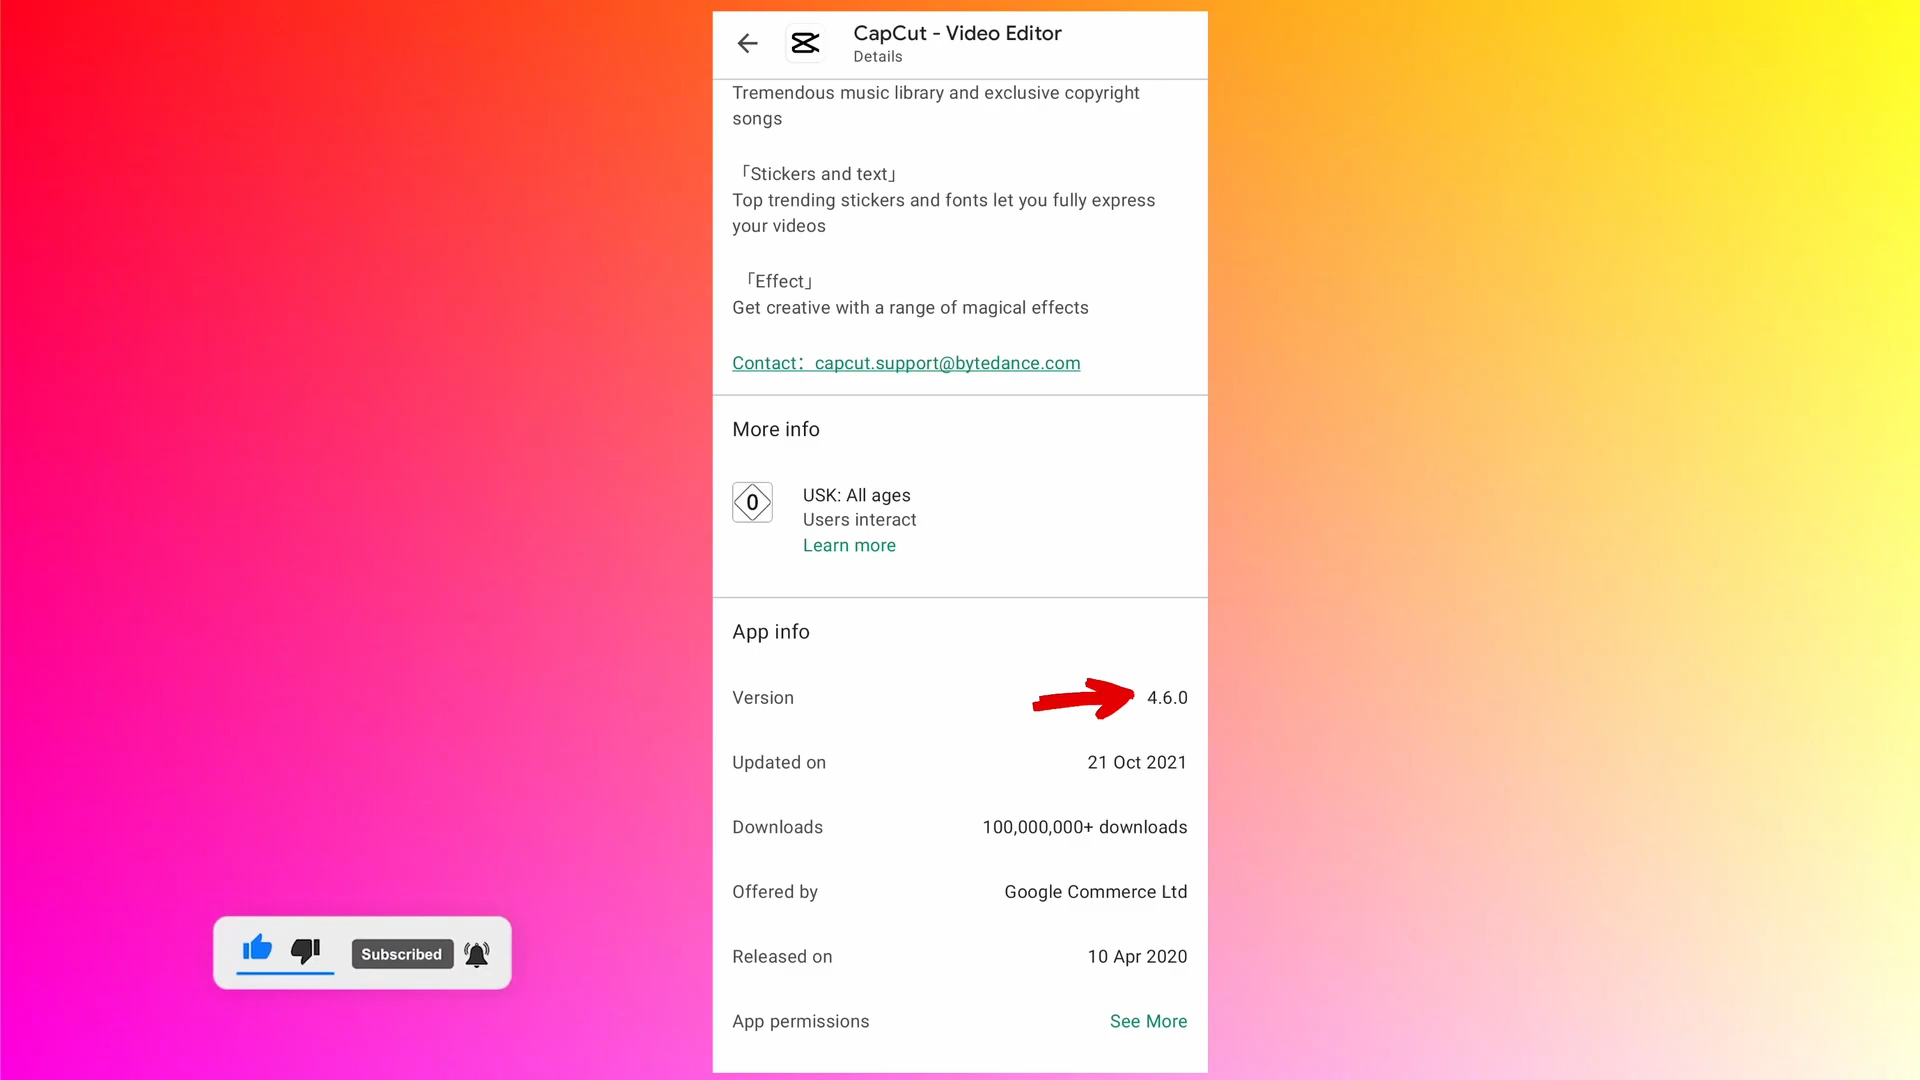 CapCut - Video Editor
Details
Tremendous music library and exclusive copyright
songs
「Stickers and text」
Top trending stickers and fonts let you fully express
your videos
「Effect」
Get creative with a range of magical effects
Contact：capcut.support@bytedance.com
More info
0
USK: All ages
Users interact
Learn more
App info
Version 4.6.0
Updated on 21 Oct 2021
Downloads 100,000,000+ downloads
Offered by Google Commerce Ltd
Released on 10 Apr 2020
App permissions See More
Subscribed